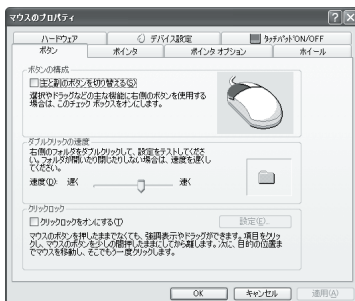 マウスのプロパティ
ハードウェア
デバイス設定
タッチパッドON/OFF
ボタン
ポインタ
ポインタ オプション
ホイール
ボタンの構成
主と副のボタンを切り替える(S)
選択やドラッグなどの主な機能に右側のボタンを使用する
場合は、このチェック ボックスをオンにします。
ダブルクリックの速度
右側のフォルダをダブルクリックして、設定をテストしてくださ
い。フォルダが開いたり閉じたりしない場合は、速度を遅くし
てください。
速度(D): 遅く 速く
クリックロック
クリックロックをオンにする(T)
設定(E)...
マウスのボタンを押したままでなくても、強調表示やドラッグができます。項目をクリッ
クし、マウスのボタンを少しの間押したままにしてから離します。次に、目的の位置ま
でマウスを移動し、そこでもう一度クリックします。
OK キャンセル 適用(A)